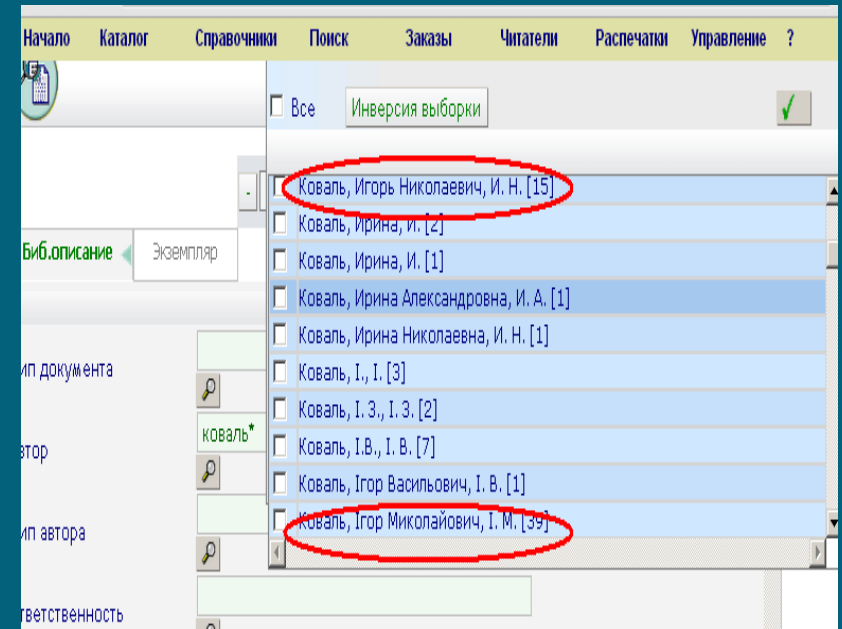 Начало Каталог Справочники Поиск Заказы Читатели Распечатки Управление ?
Все Инверсия выборки
-
Коваль, Игорь Николаевич, И. Н. [15]
Коваль, Ирина, И. [2]
Биб.описание Экземпляр
Коваль, Ирина, И. [1]
Коваль, Ирина Александровна, И. А. [1]
Коваль, Ирина Николаевна, И. Н. [1]
ип документа
Коваль, І., І. [3]
Коваль, І. З., І. З. [2]
втор
коваль*
Коваль, І.В., І. В. [7]
Коваль, Ігор Васильович, І. В. [1]
ип автора
Коваль, Ігор Миколайович, І. М. [39]
тветственность